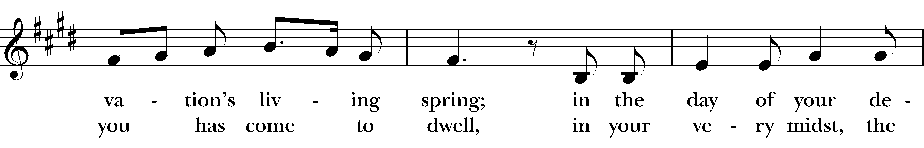 va - tion's liv - ing spring; in the day of your de -
you has come to dwell, in your ve - ry midst, the